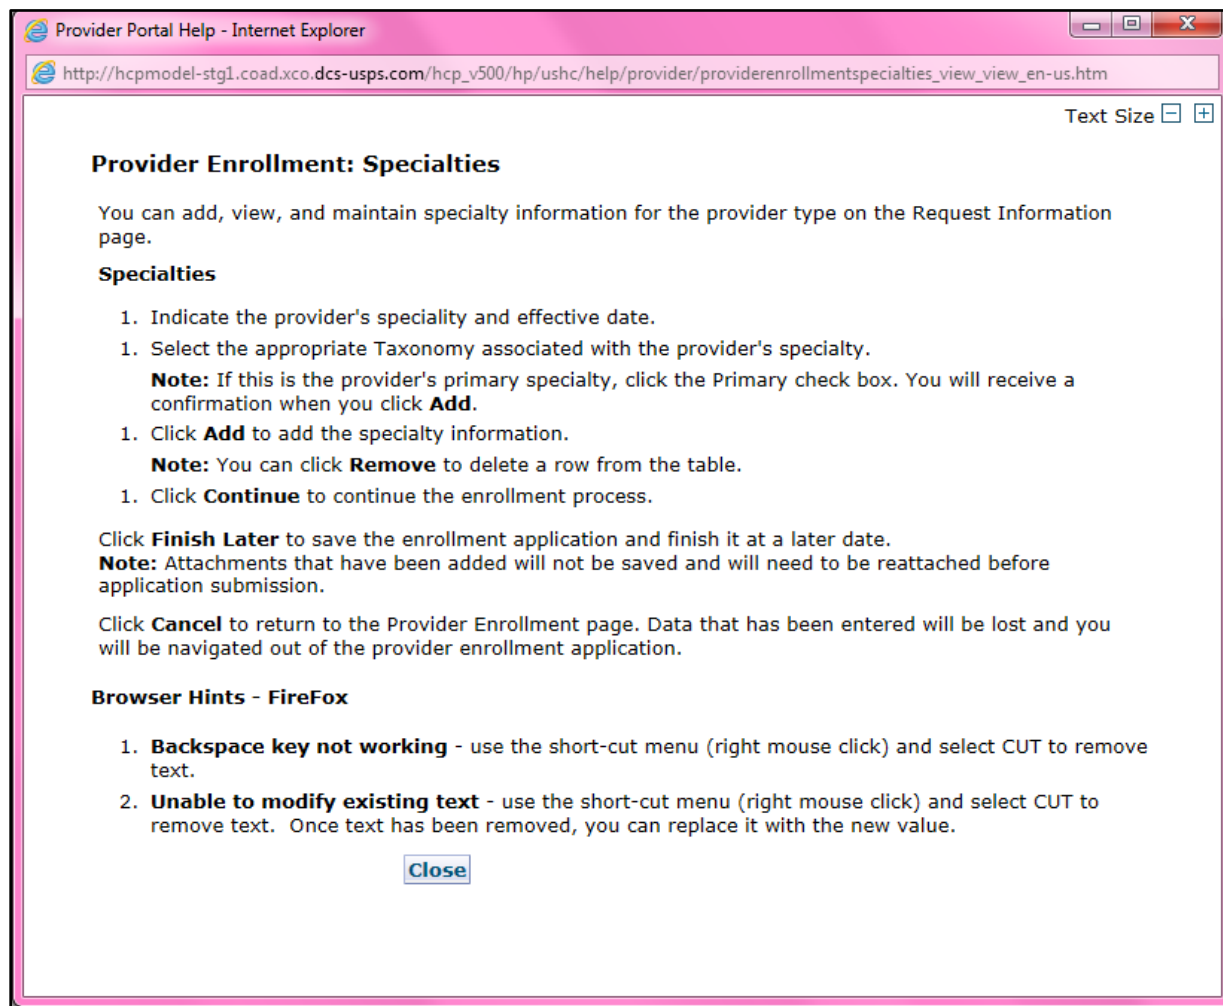 Provider Portal Help - Internet Explorer
http://hcpmodel-stg1.coad.xco.dcs-usps.com/hcp_v500/hp/ushc/help/provider/providerenrollmentspecialties_view_view_en-us.htm
Text Size
Provider Enrollment: Specialties
You can add, view, and maintain specialty information for the provider type on the Request Information
page.
Specialties
1. Indicate the provider's speciality and effective date.
1. Select the appropriate Taxonomy associated with the provider's specialty.
Note: If this is the provider's primary specialty, click the Primary check box. You will receive a
confirmation when you click Add.
1. Click Add to add the specialty information.
Note: You can click Remove to delete a row from the table.
1. Click Continue to continue the enrollment process.
Click Finish Later to save the enrollment application and finish it at a later date.
Note: Attachments that have been added will not be saved and will need to be reattached before
application submission.
Click Cancel to return to the Provider Enrollment page. Data that has been entered will be lost and you
will be navigated out of the provider enrollment application.
Browser Hints - FireFox
1. Backspace key not working - use the short-cut menu (right mouse click) and select CUT to remove
text.
2. Unable to modify existing text - use the short-cut menu (right mouse click) and select CUT to
remove text.  Once text has been removed, you can replace it with the new value.
Close